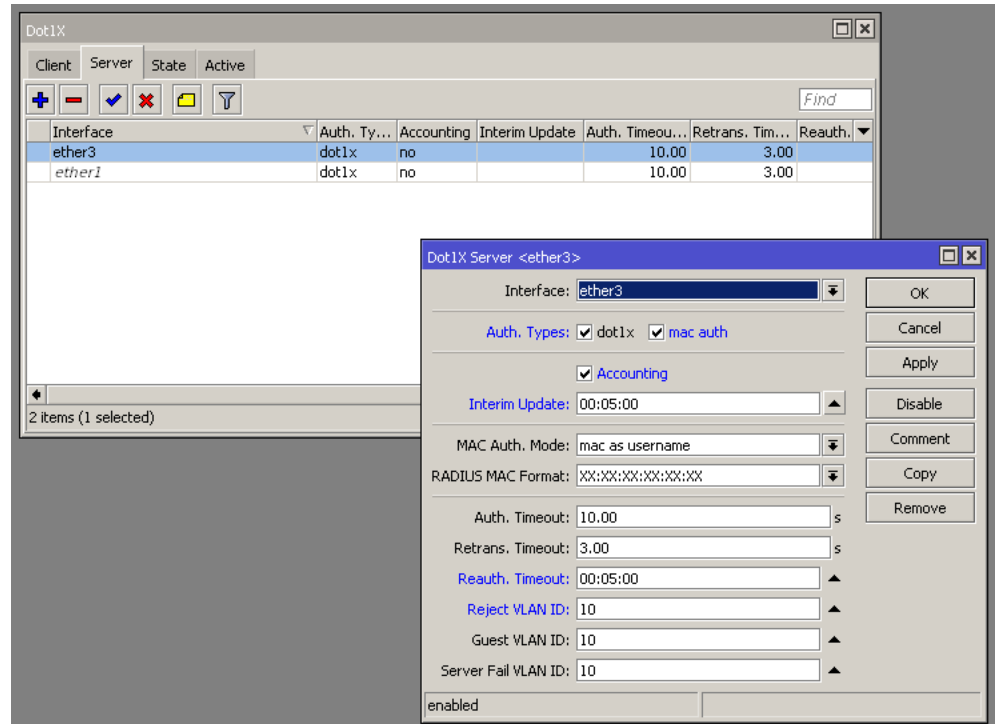 Dot1X
Client Server State Active
Find
Interface Auth. Ty... Accounting Interim Update Auth. Timeou... Retrans. Tim... Reauth.
ether3 dot1x no 10.00 3.00
ether1 dot1x no 10.00 3.00
2 items (1 selected)
Dot1X Server <ether3>
Interface: ether3
Auth. Types: dot1x mac auth
Accounting
Interim Update: 00:05:00
MAC Auth. Mode: mac as username
RADIUS MAC Format: XX:XX:XX:XX:XX:XX
Auth. Timeout: 10.00 s
Retrans. Timeout: 3.00 s
Reauth. Timeout: 00:05:00
Reject VLAN ID: 10
Guest VLAN ID: 10
Server Fail VLAN ID: 10
enabled
OK
Cancel
Apply
Disable
Comment
Copy
Remove